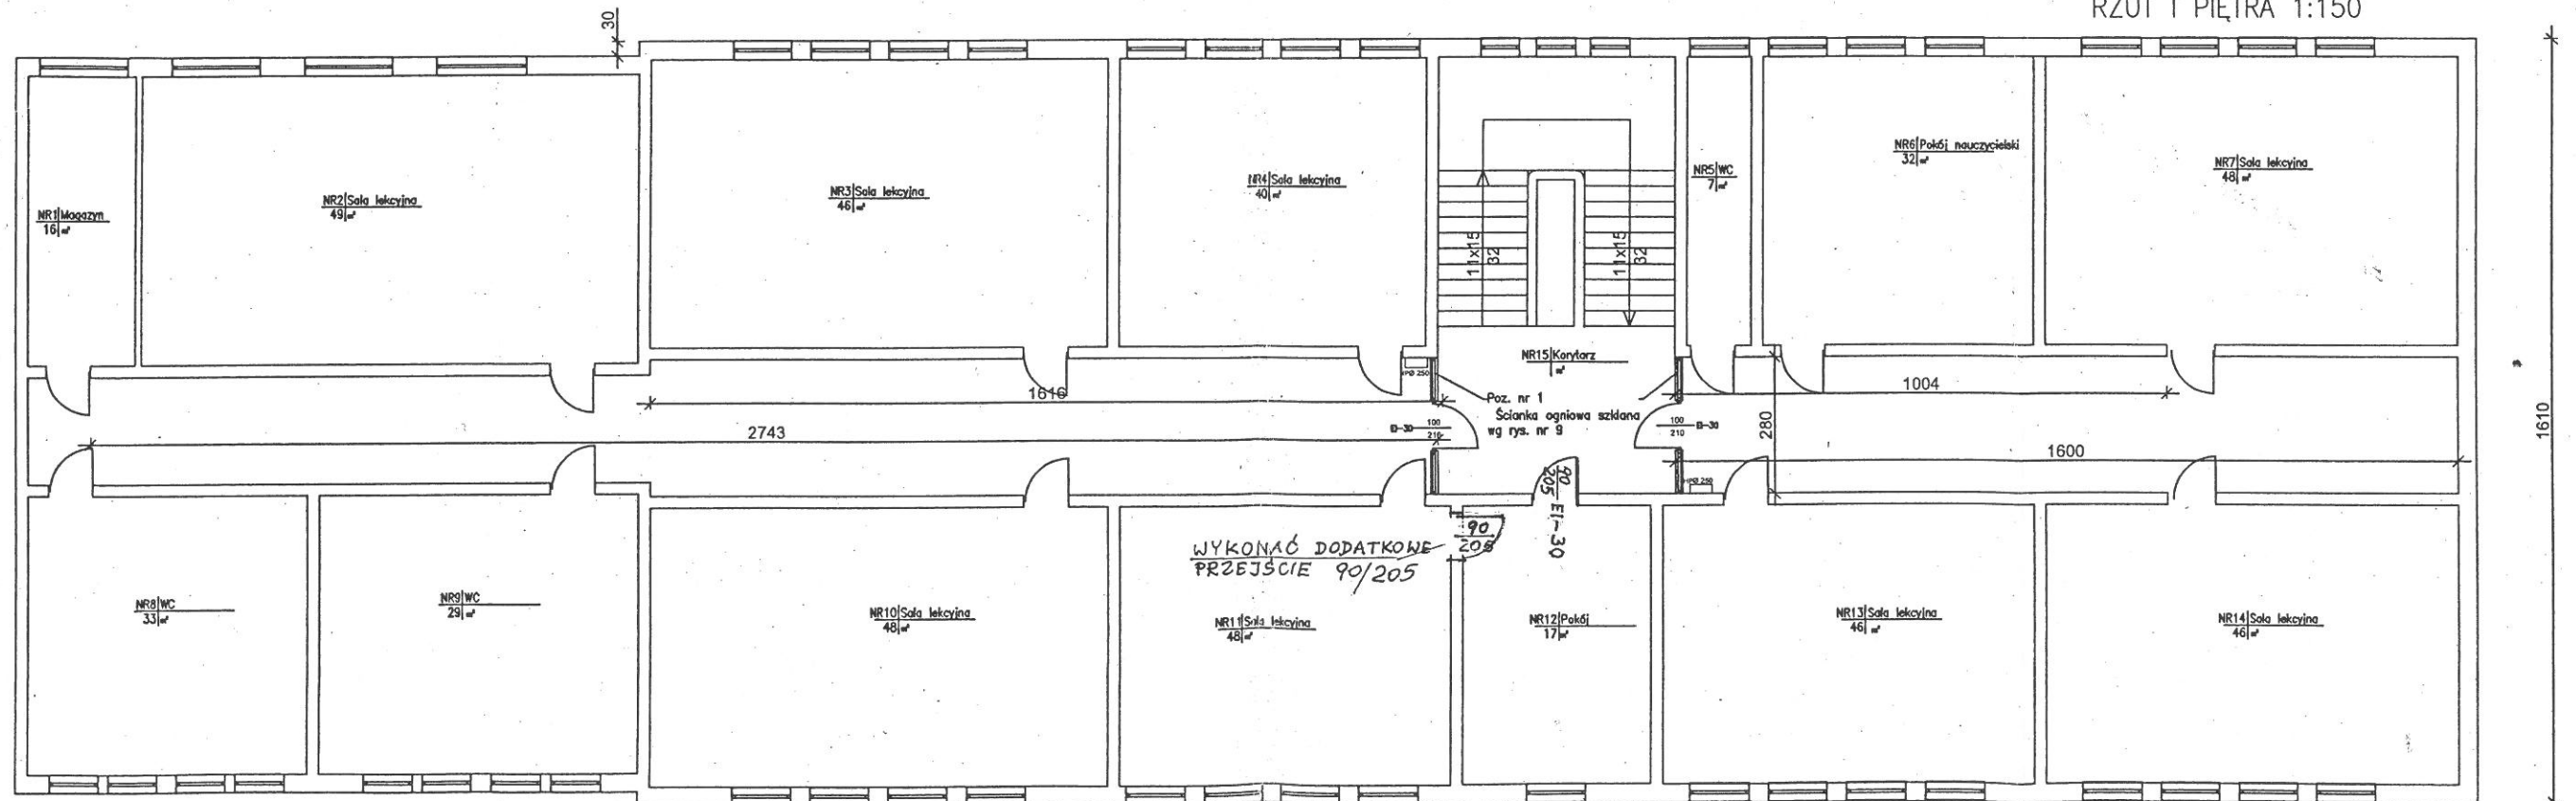 RZUT I PIĘTRA 1:150
30
NR1 Magazyn
16 m²
NR2 Sala lekcyjna
49 m²
NR3 Sala lekcyjna
46 m²
NR4 Sala lekcyjna
40 m²
11x15
32
11x15
32
NR5 WC
7 m²
NR6 Pokój nauczycielski
32 m²
NR7 Sala lekcyjna
48 m²
NR15 Korytarz
m²
HPØ 250
1616
2743
Poz. nr 1
Ścianka ogniowa szklana
wg rys. nr 9
EI-30
100
210
100
210
EI-30
280
1004
1600
1610
HPØ 250
90
205 EI-30
90
205
WYKONAĆ DODATKOWE
PRZEJŚCIE 90/205
NR8 WC
33 m²
NR9 WC
29 m²
NR10 Sala lekcyjna
48 m²
NR11 Sala lekcyjna
48 m²
NR12 Pokój
17 m²
NR13 Sala lekcyjna
46 m²
NR14 Sala lekcyjna
46 m²